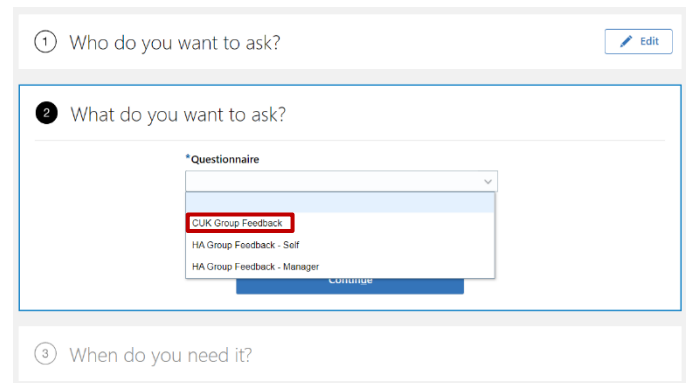 1 Who do you want to ask?
Edit
2 What do you want to ask?
*Questionnaire
CUK Group Feedback
HA Group Feedback - Self
HA Group Feedback - Manager
Continue
3 When do you need it?